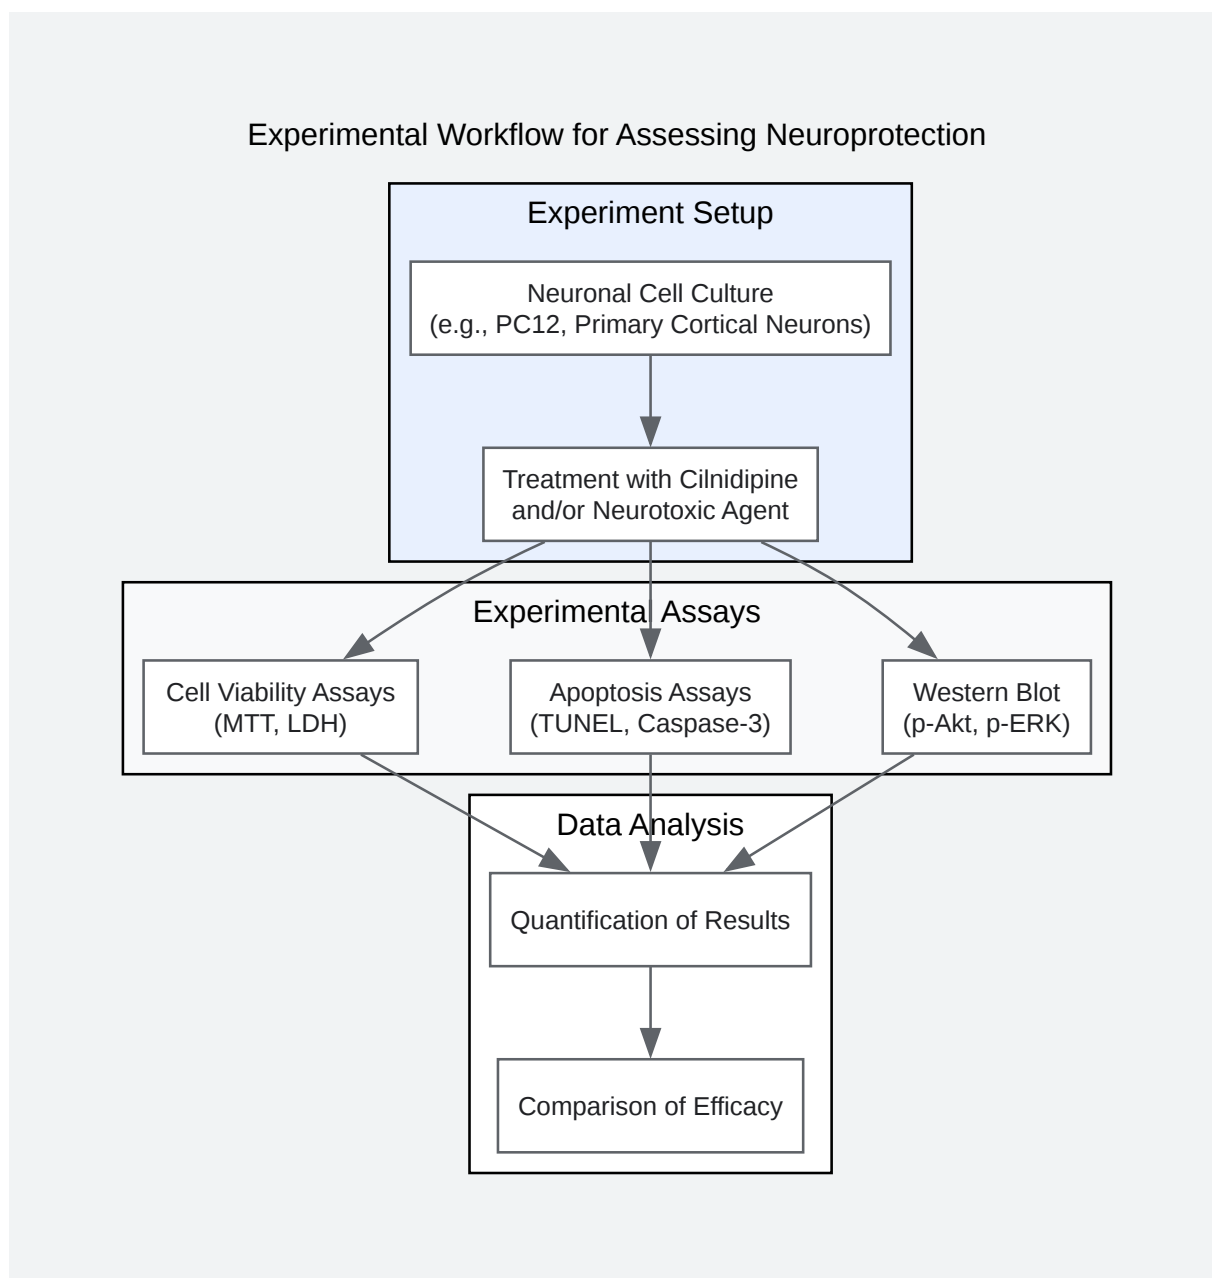 Experimental Workflow for Assessing Neuroprotection
Experiment Setup
Neuronal Cell Culture
(e.g., PC12, Primary Cortical Neurons)
Treatment with Cilnidipine
and/or Neurotoxic Agent
Experimental Assays
Cell Viability Assays
(MTT, LDH)
Apoptosis Assays
(TUNEL, Caspase-3)
Western Blot
(p-Akt, p-ERK)
Data Analysis
Quantification of Results
Comparison of Efficacy